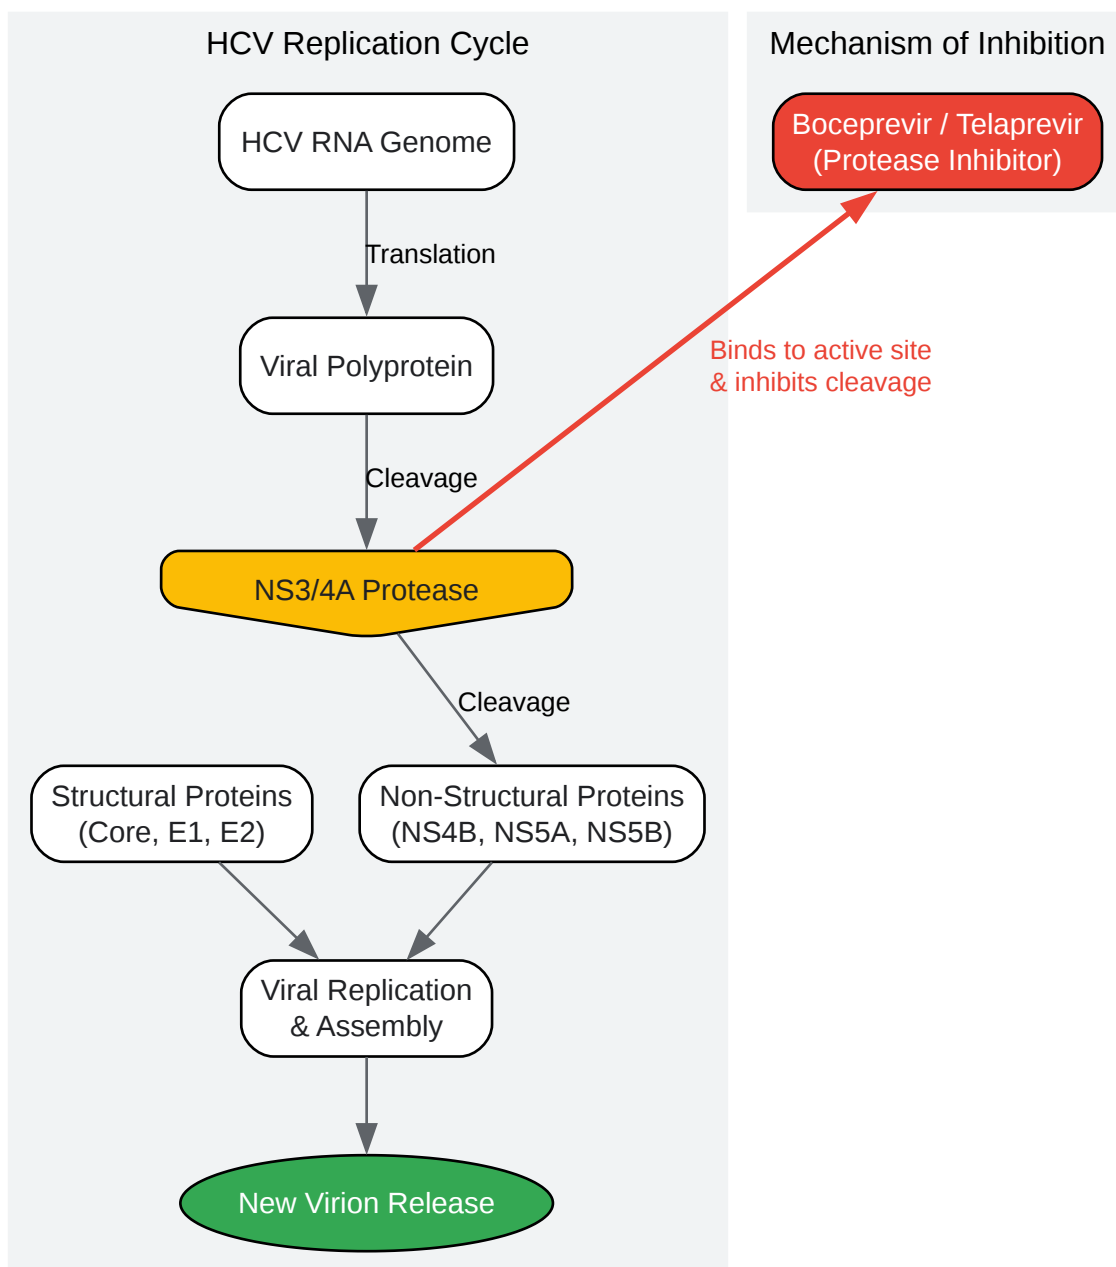 HCV Replication Cycle
HCV RNA Genome
Translation
Viral Polyprotein
Cleavage
NS3/4A Protease
Cleavage
Structural Proteins
(Core, E1, E2)
Non-Structural Proteins
(NS4B, NS5A, NS5B)
Viral Replication
& Assembly
New Virion Release
Mechanism of Inhibition
Boceprevir / Telaprevir
(Protease Inhibitor)
Binds to active site
& inhibits cleavage